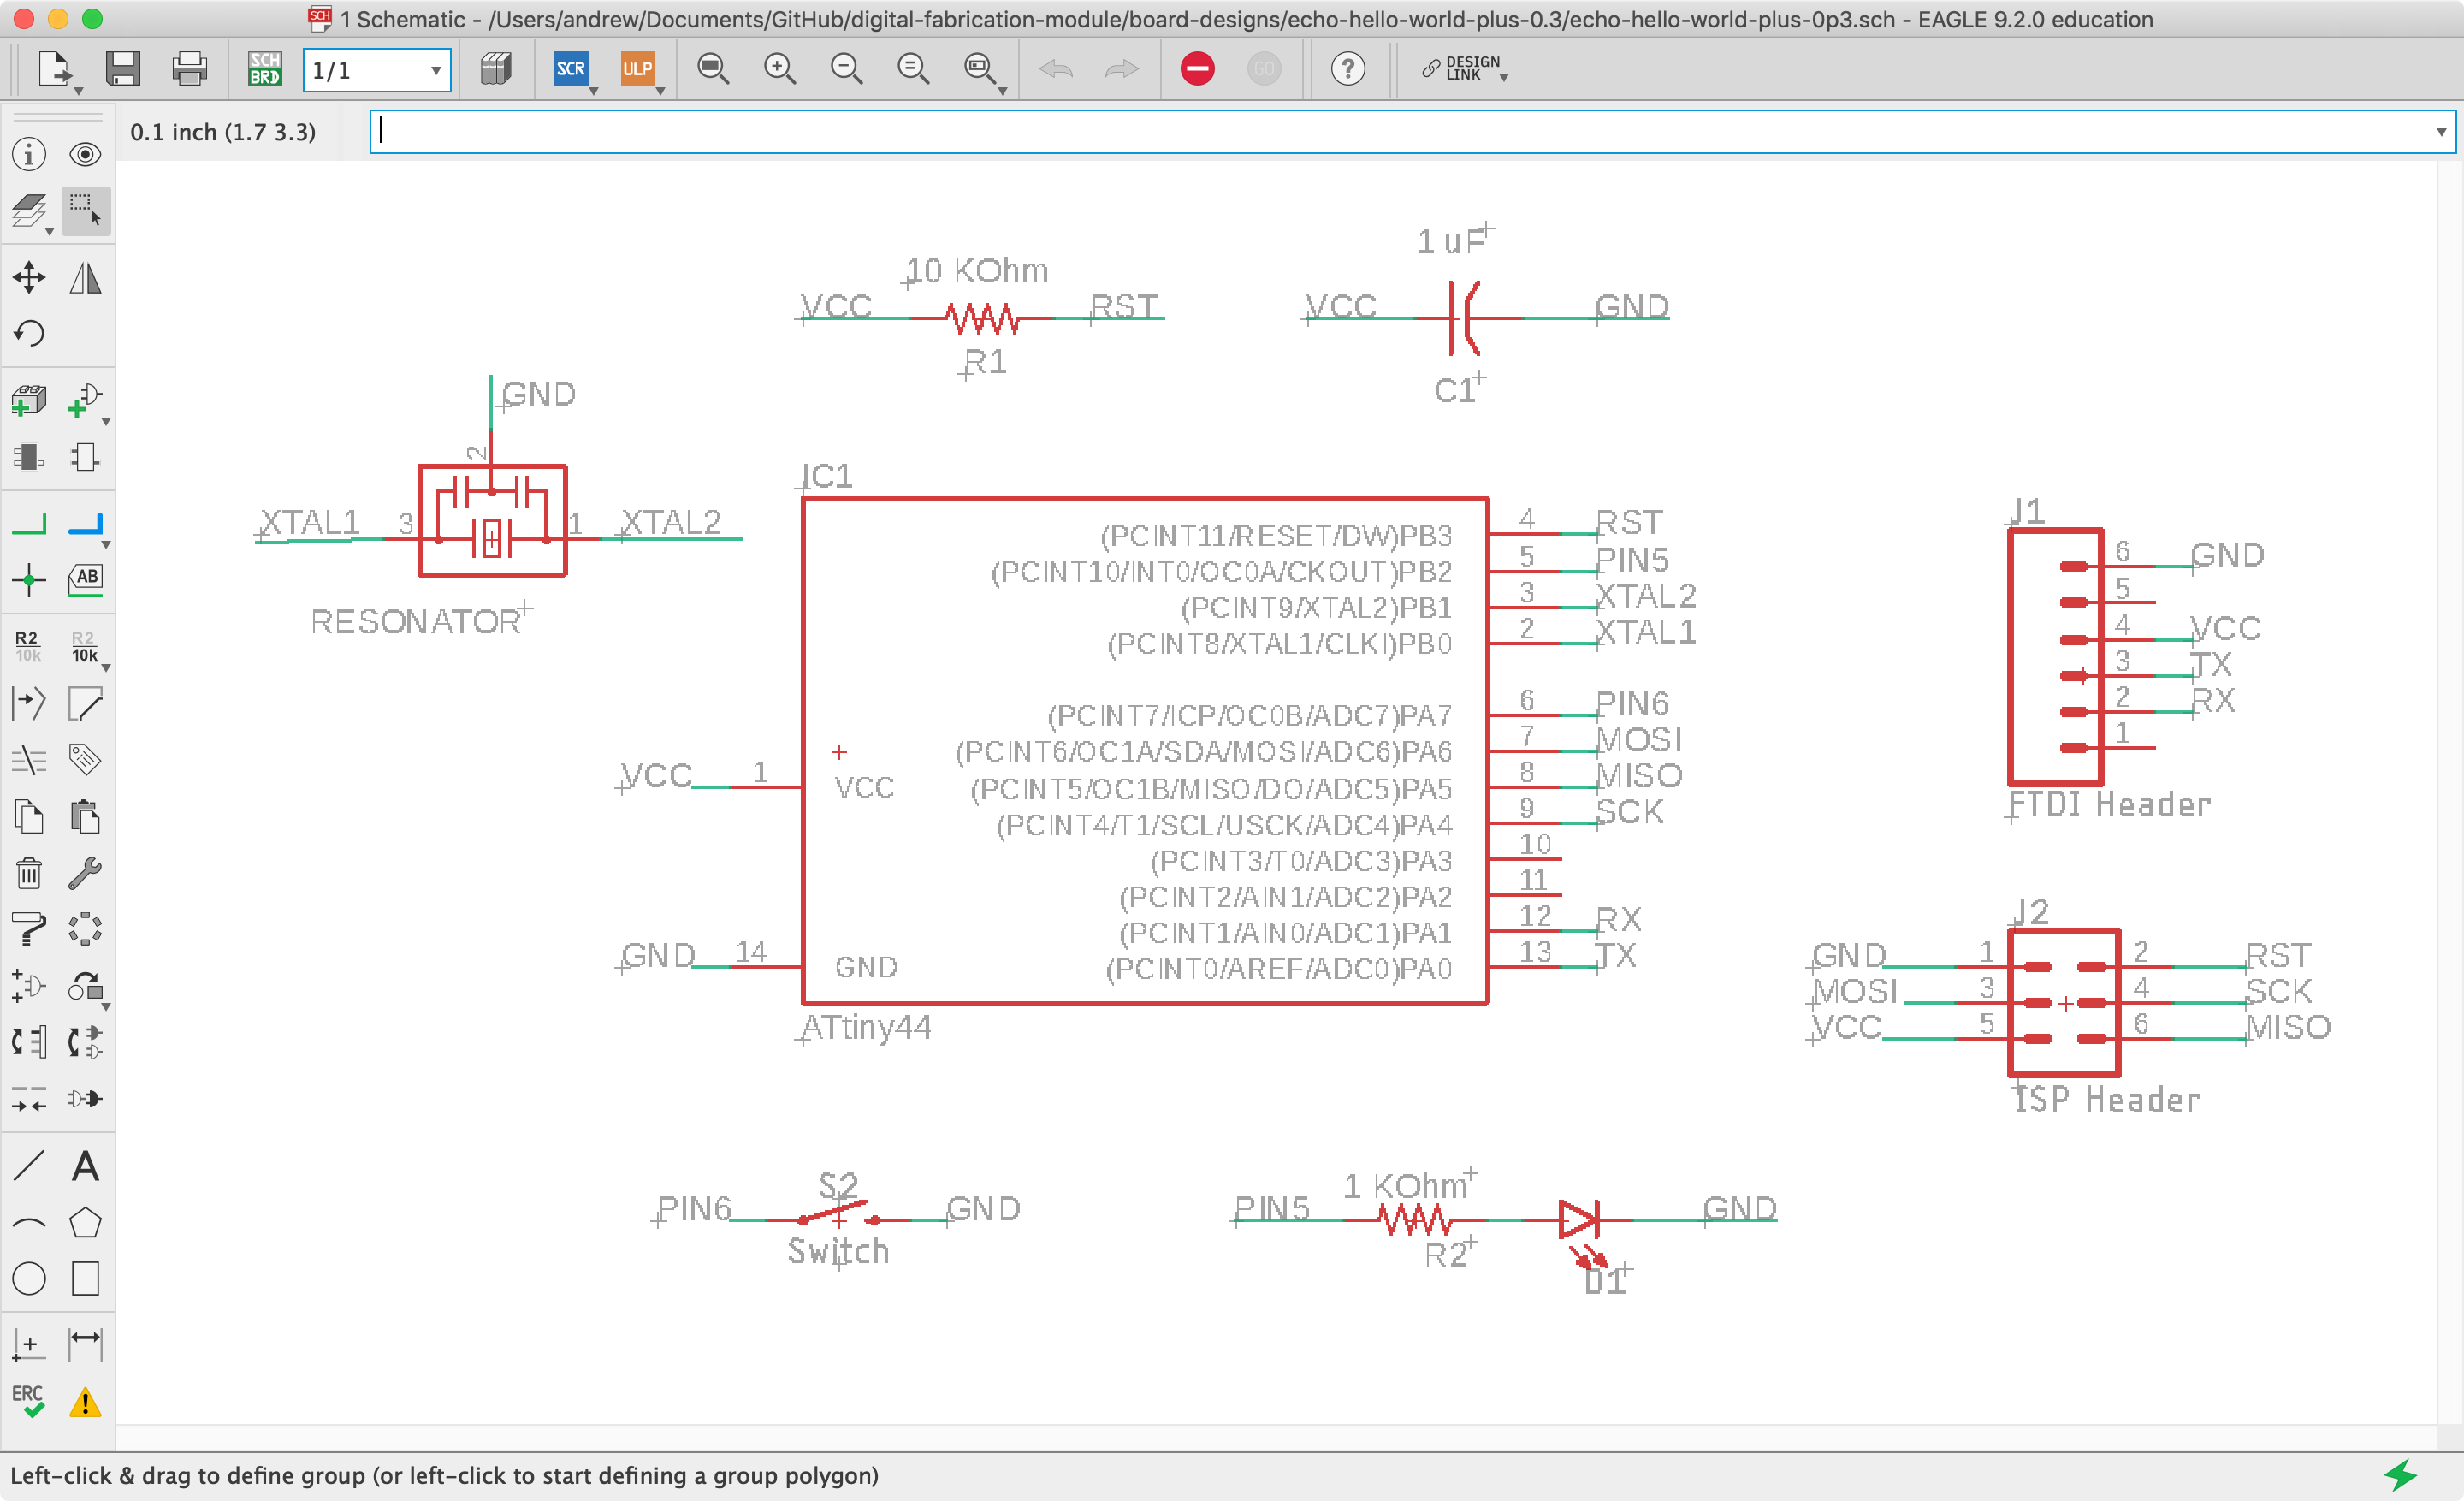 SCH 1 Schematic - /Users/andrew/Documents/GitHub/digital-fabrication-module/board-designs/echo-hello-world-plus-0.3/echo-hello-world-plus-0p3.sch - EAGLE 9.2.0 education
SCH BRD 1/1 SCR ULP GO ? DESIGN LINK
0.1 inch (1.7 3.3)
1 uF
10 KOhm
VCC RST VCC GND
R1
C1
GND
2
XTAL1 3 1 XTAL2
RESONATOR
IC1
(PCINT11/RESET/DW)PB3 4 RST
(PCINT10/INT0/OC0A/CKOUT)PB2 5 PIN5
(PCINT9/XTAL2)PB1 3 XTAL2
(PCINT8/XTAL1/CLKI)PB0 2 XTAL1
(PCINT7/ICP/OC0B/ADC7)PA7 6 PIN6
(PCINT6/OC1A/SDA/MOSI/ADC6)PA6 7 MOSI
VCC 1 VCC (PCINT5/OC1B/MISO/DO/ADC5)PA5 8 MISO
(PCINT4/T1/SCL/USCK/ADC4)PA4 9 SCK
(PCINT3/T0/ADC3)PA3 10
(PCINT2/AIN1/ADC2)PA2 11
(PCINT1/AIN0/ADC1)PA1 12 RX
GND 14 GND (PCINT0/AREF/ADC0)PA0 13 TX
ATtiny44
J1
6 GND
5
4 VCC
3 TX
2 RX
1
FTDI Header
J2
GND 1 2 RST
MOSI 3 4 SCK
VCC 5 6 MISO
ISP Header
S2
PIN6 GND
Switch
1 KOhm
PIN5 GND
R2
D1
AB
R2 10k R2 10k
A
ERC
Left-click & drag to define group (or left-click to start defining a group polygon)